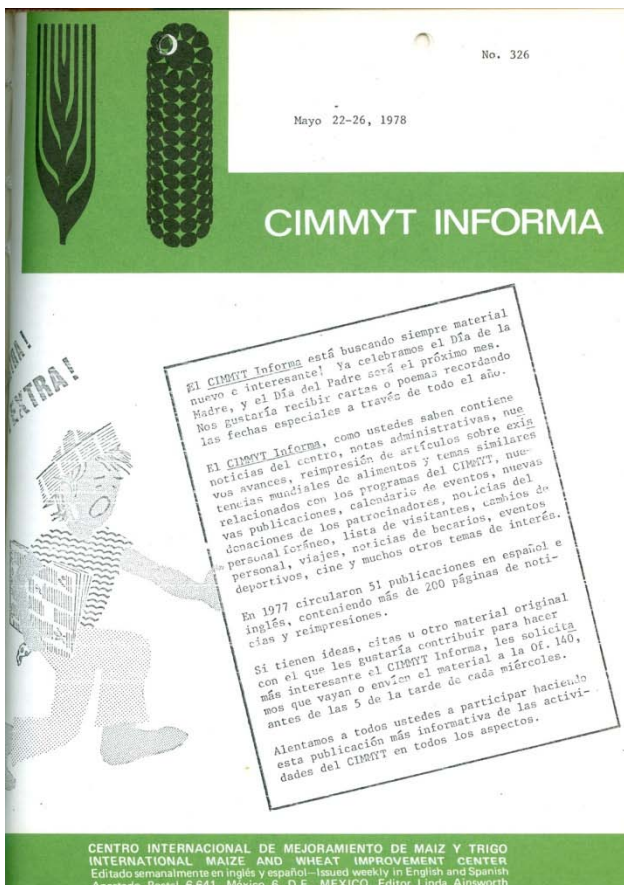 No. 326
Mayo 22-26, 1978
CIMMYT INFORMA
EXTRA!
El CIMMYT Informa está buscando siempre material
nuevo e interesante! Ya celebramos el Día de la
Madre, y el Día del Padre será el próximo mes.
Nos gustaría recibir cartas o poemas recordando
las fechas especiales a través de todo el año.
El CIMMYT Informa, como ustedes saben contiene
noticias del centro, notas administrativas, nue
vos avances, reimpresión de artículos sobre exis
tencias mundiales de alimentos y temas similares
relacionados con los programas del CIMMYT, nue-
vas publicaciones, calendario de eventos, nuevas
donaciones de los patrocinadores, noticias del
personal foráneo, lista de visitantes, cambios de
personal, viajes, noticias de becarios, eventos
deportivos, cine y muchos otros temas de interés.
En 1977 circularon 51 publicaciones en español e
inglés, conteniendo más de 200 páginas de noti-
cias y reimpresiones.
Si tienen ideas, citas u otro material original
con el que les gustaría contribuir para hacer
más interesante el CIMMYT Informa, les solicita
mos que vayan o envíen el material a la Of. 140,
antes de las 5 de la tarde de cada miércoles.
Alentamos a todos ustedes a participar haciendo
esta publicación más informativa de las activi-
dades del CIMMYT en todos los aspectos.
CENTRO INTERNACIONAL DE MEJORAMIENTO DE MAIZ Y TRIGO
INTERNATIONAL MAIZE AND WHEAT IMPROVEMENT CENTER
Editado semanalmente en inglés y español—Issued weekly in English and Spanish
Apartado Postal 6-641, México 6, D.F., MEXICO. Editor Linda Ainsworth